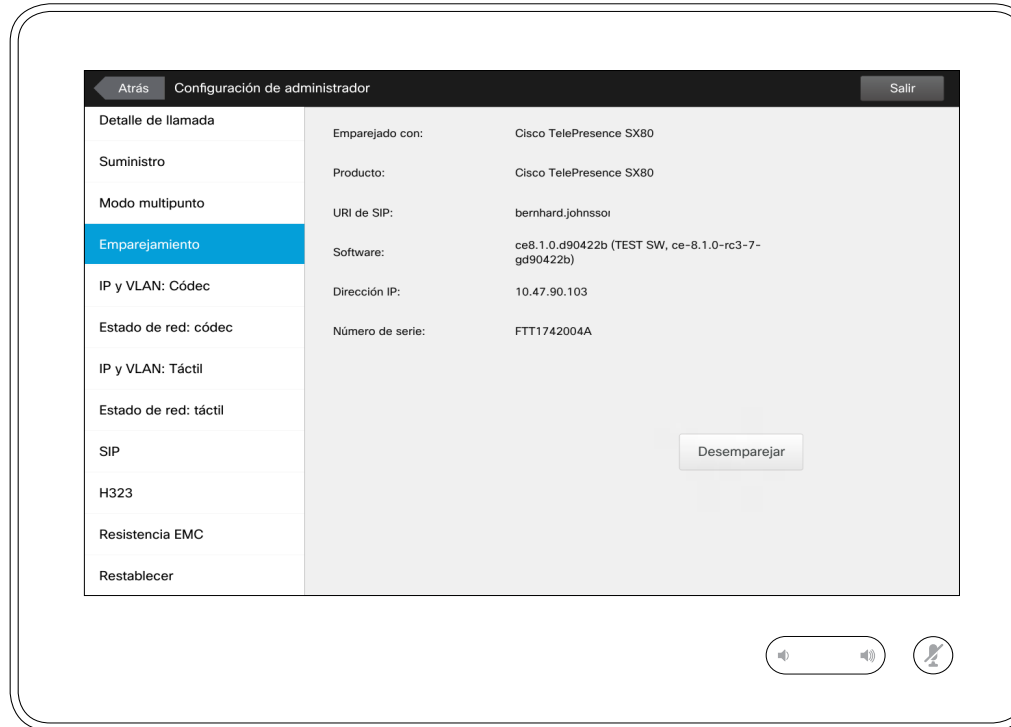 Atrás
Configuración de administrador
Salir
Detalle de llamada
Suministro
Modo multipunto
Emparejamiento
IP y VLAN: Códec
Estado de red: códec
IP y VLAN: Táctil
Estado de red: táctil
SIP
H323
Resistencia EMC
Restablecer
Emparejado con: Cisco TelePresence SX80
Producto: Cisco TelePresence SX80
URI de SIP: bernhard.johnsso
Software: ce8.1.0.d90422b (TEST SW, ce-8.1.0-rc3-7-
gd90422b)
Dirección IP: 10.47.90.103
Número de serie: FTT1742004A
Desemparejar